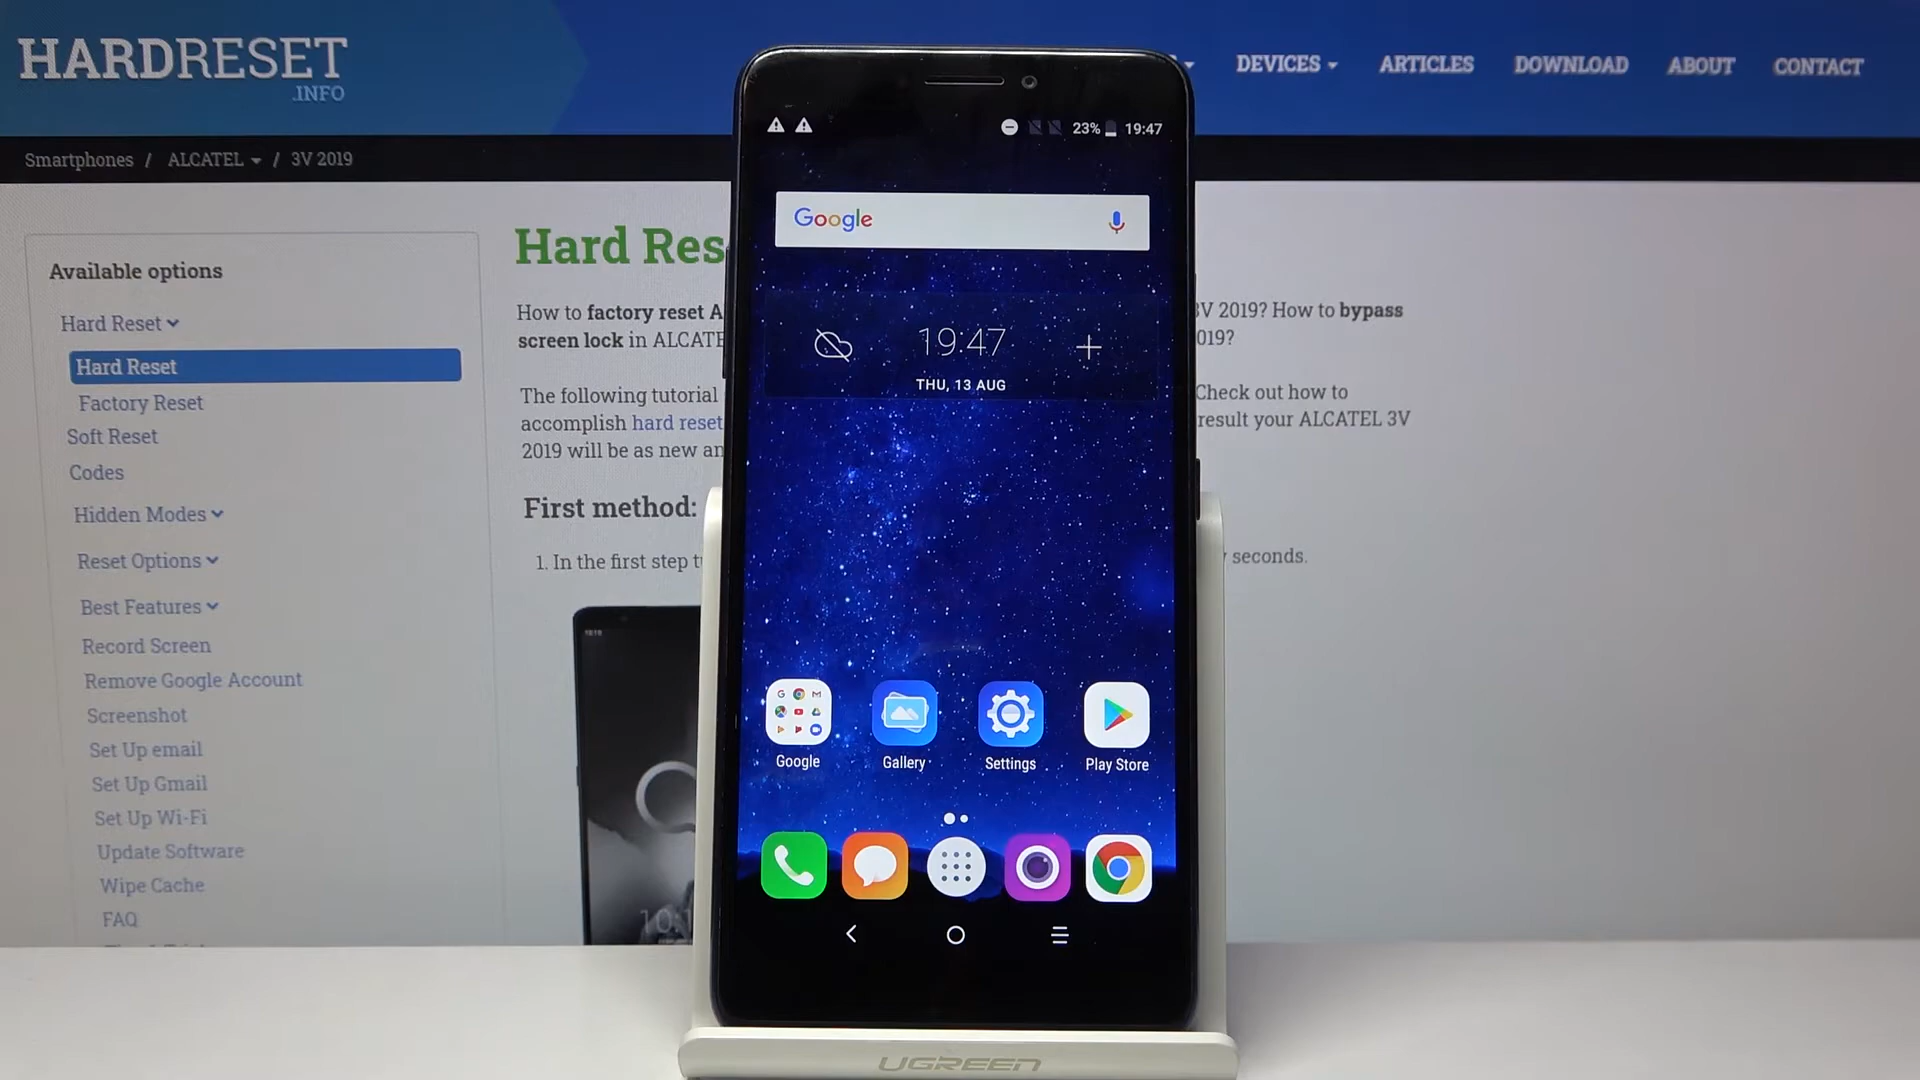 HARDRESET
.INFO
DEVICES
ARTICLES
DOWNLOAD
ABOUT
CONTACT
Smartphones / ALCATEL / 3V 2019
Available options
Hard Reset
Hard Reset
Factory Reset
Soft Reset
Codes
Hidden Modes
Reset Options
Best Features
Record Screen
Remove Google Account
Screenshot
Set Up email
Set Up Gmail
Set Up Wi-Fi
Update Software
Wipe Cache
FAQ
Hard Res
How to factory reset A
3V 2019? How to bypass
screen lock in ALCATE
019?
The following tutorial
Check out how to
accomplish hard reset
result your ALCATEL 3V
2019 will be as new an
First method:
1. In the first step t
seconds.
23% 19:47
Google
19:47
THU, 13 AUG
Google
Gallery
Settings
Play Store
UGREEN